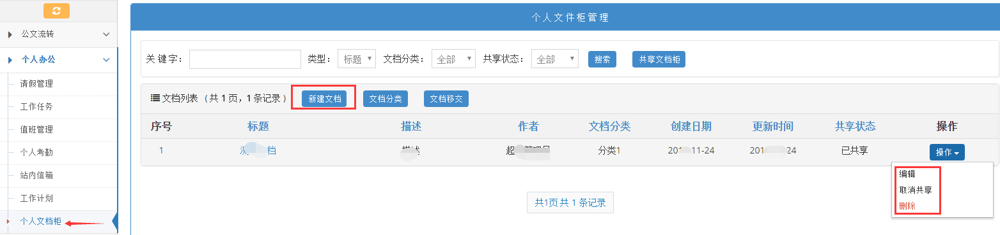 公文流转
个人办公
请假管理
工作任务
值班管理
个人考勤
站内信箱
工作计划
个人文档柜
个人文件柜管理
关 键 字： 类型： 标题 文档分类： 全部 共享状态： 全部 搜索 共享文档柜
文档列表 （ 共 1 页，1 条记录 ） 新建文档 文档分类 文档移交
序号 标题 描述 作者 文档分类 创建日期 更新时间 共享状态 操作
1 档 分类1 201 11-24 201 24 已共享 操作
编辑
取消共享
删除
共1页 共 1 条记录